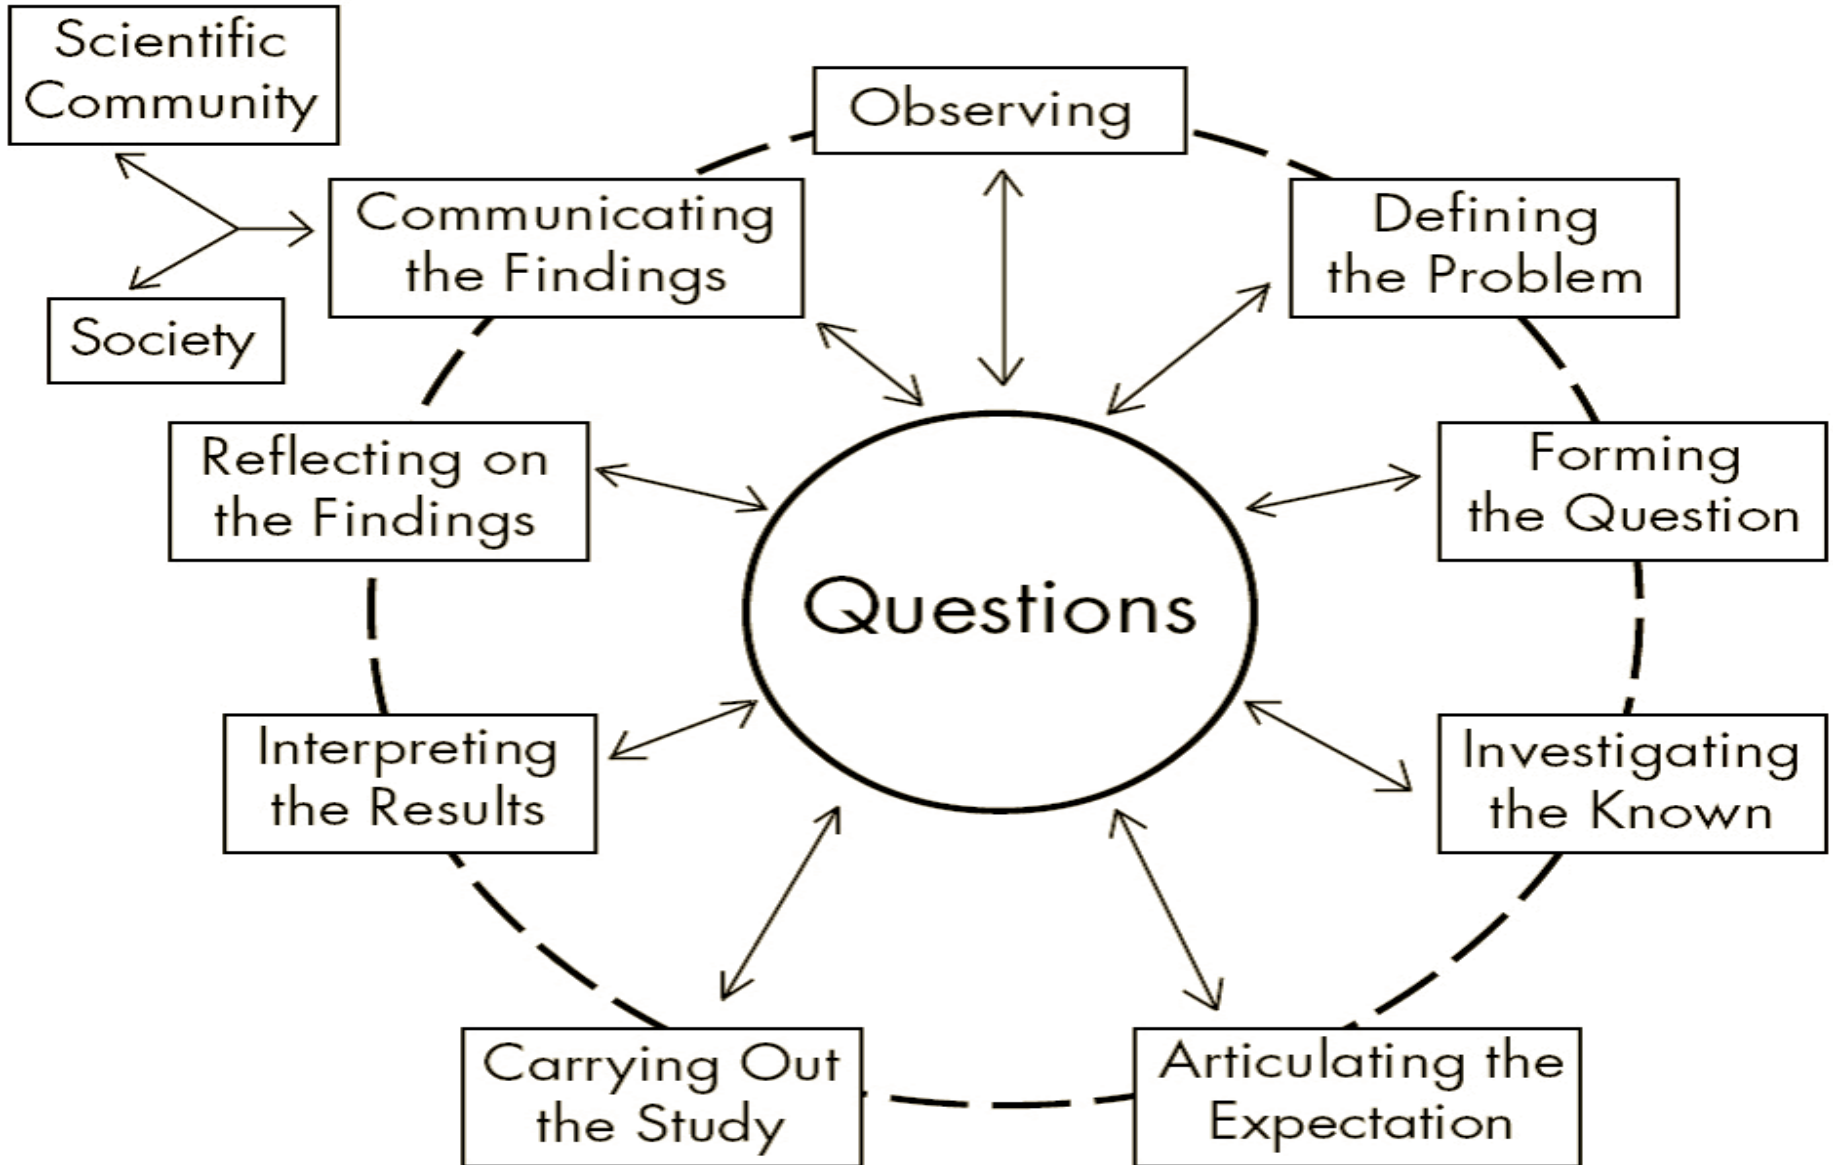 Scientific
Community
Observing
Communicating
the Findings
Defining
the Problem
Society
Reflecting on
the Findings
Forming
the Question
Questions
Interpreting
the Results
Investigating
the Known
Carrying Out
the Study
Articulating the
Expectation